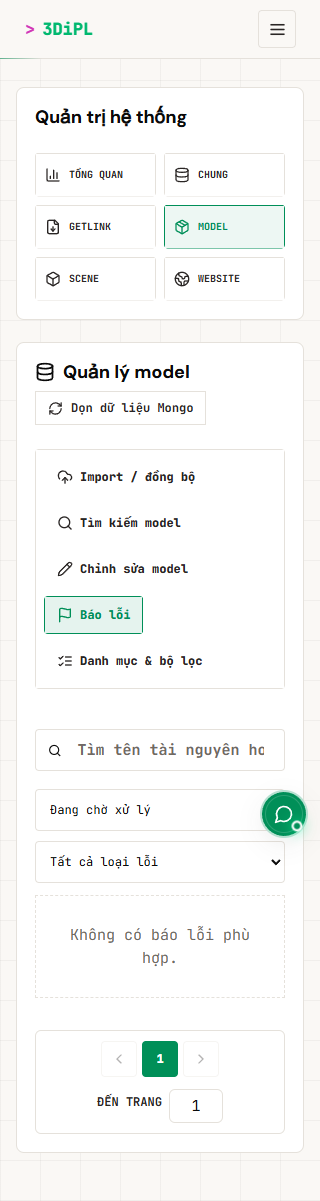 > 3DiPL
Quản trị hệ thống
TỔNG QUAN
CHUNG
GETLINK
MODEL
SCENE
WEBSITE
Quản lý model
Dọn dữ liệu Mongo
Import / đồng bộ
Tìm kiếm model
Chỉnh sửa model
Báo lỗi
Danh mục & bộ lọc
Tìm tên tài nguyên hoặ
Đang chờ xử lý
Tất cả loại lỗi
Không có báo lỗi phù
hợp.
1
ĐẾN TRANG 1